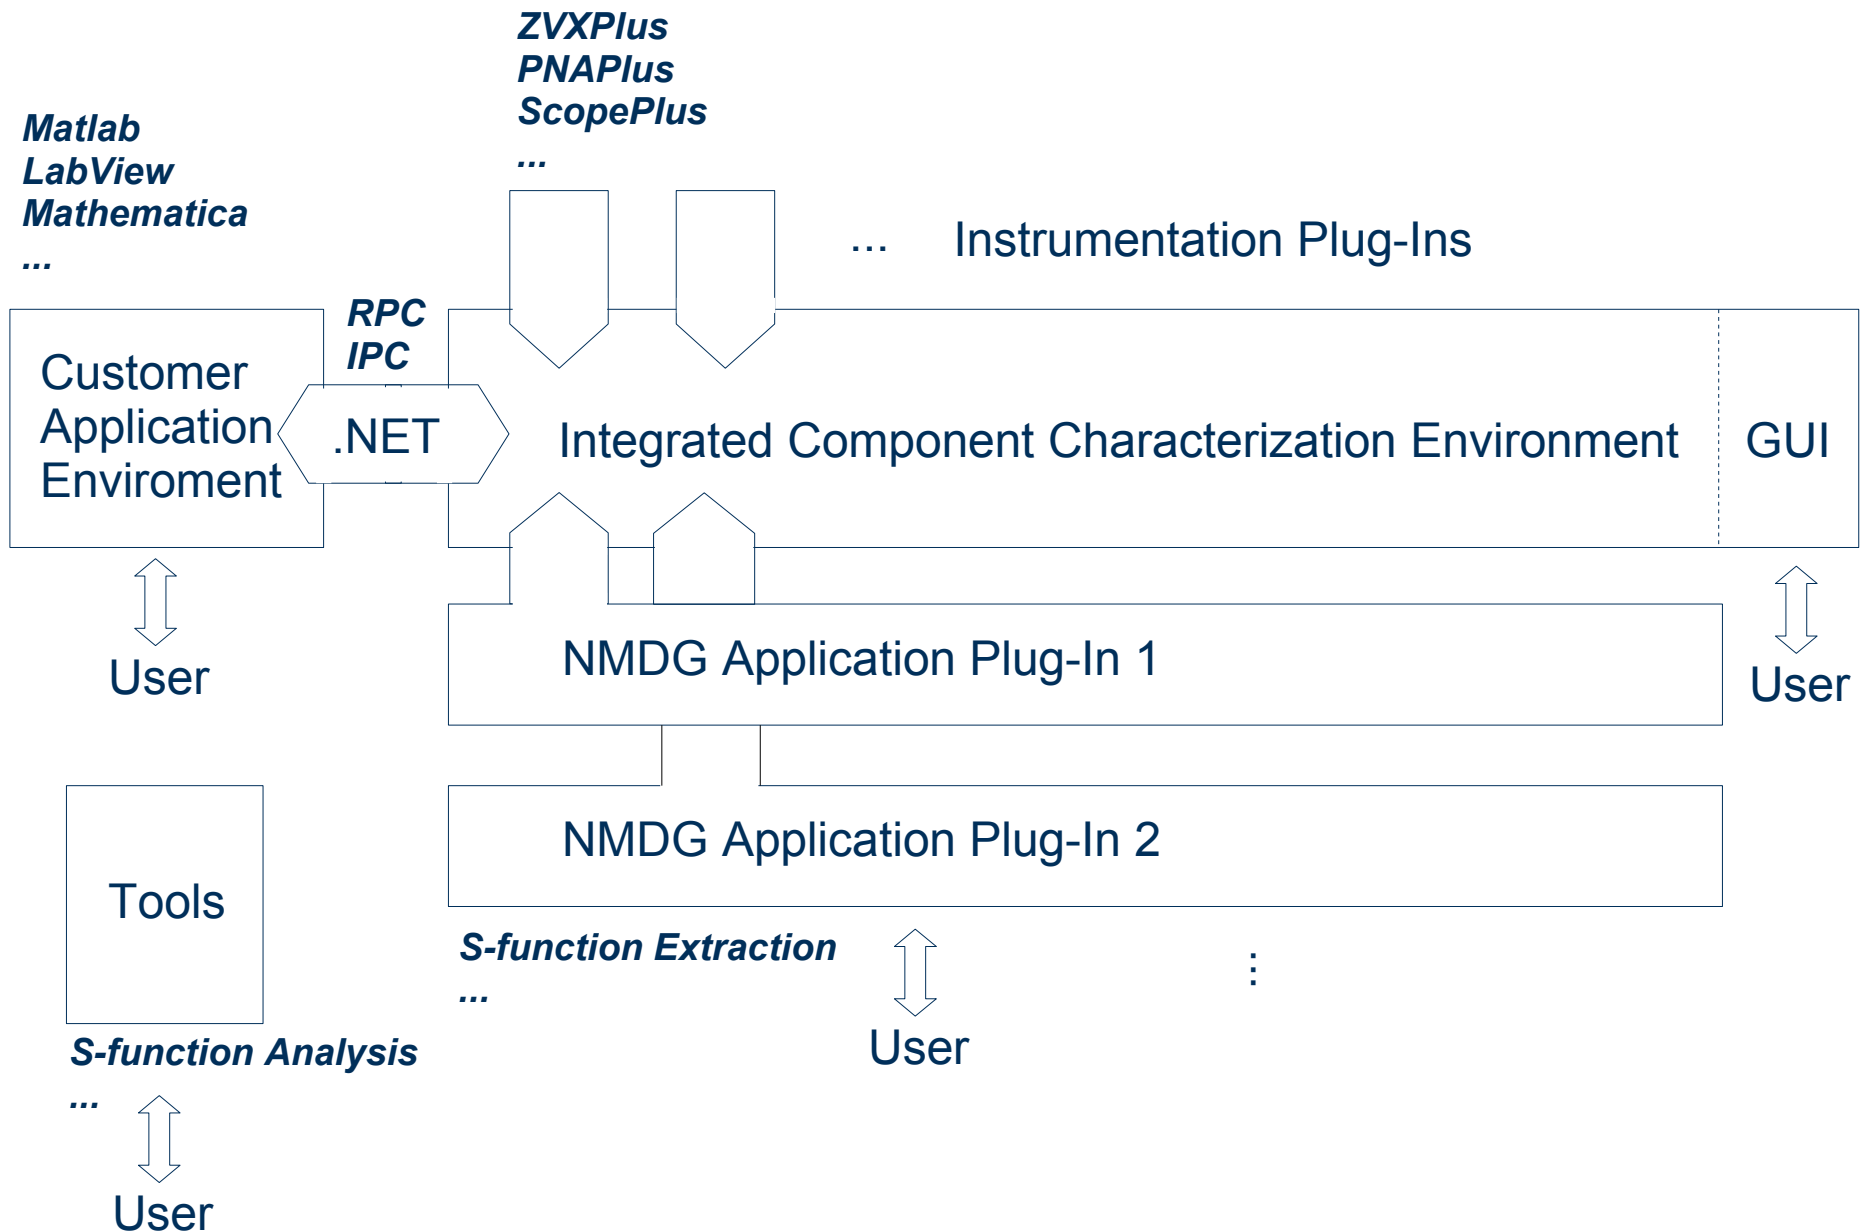 ZVXPlus
PNAPlus
ScopePlus
...
Matlab
LabView
Mathematica
...
... Instrumentation Plug-Ins
RPC
IPC
Customer
Application
Enviroment
.NET
Integrated Component Characterization Environment
GUI
User
NMDG Application Plug-In 1
User
NMDG Application Plug-In 2
Tools
S-function Extraction
...
...
User
S-function Analysis
...
User